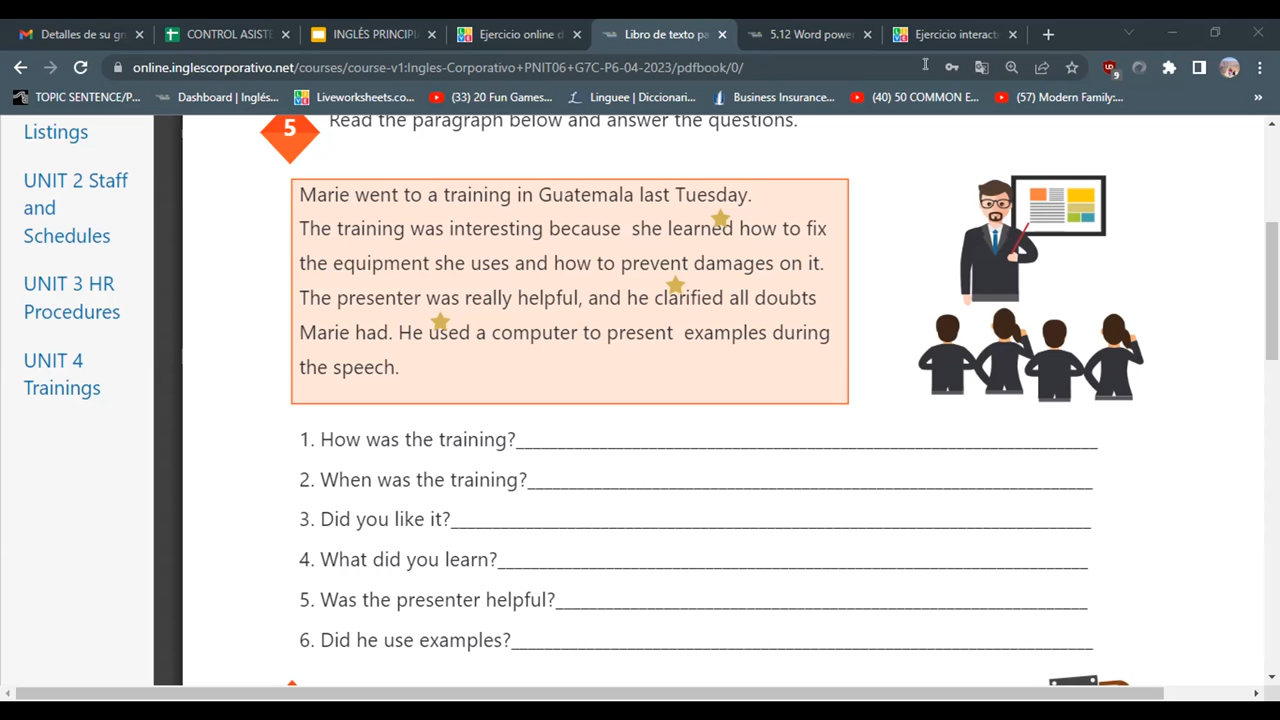 Detalles de su gn
CONTROL ASISTE
INGLÉS PRINCIPI
Ejercicio online d
Libro de texto pa
5.12 Word power
Ejercicio interact
online.inglescorporativo.net/courses/course-v1:Ingles-Corporativo+PNIT06+G7C-P6-04-2023/pdfbook/0/
9
TOPIC SENTENCE/P...
Dashboard | Inglés...
Liveworksheets.co...
(33) 20 Fun Games...
Linguee | Diccionari...
Business Insurance...
(40) 50 COMMON E...
(57) Modern Family:...
»
Listings
UNIT 2 Staff
and
Schedules
UNIT 3 HR
Procedures
UNIT 4
Trainings
5
Read the paragraph below and answer the questions.
Marie went to a training in Guatemala last Tuesday.
The training was interesting because she learned how to fix
the equipment she uses and how to prevent damages on it.
The presenter was really helpful, and he clarified all doubts
Marie had. He used a computer to present examples during
the speech.
1. How was the training?
2. When was the training?
3. Did you like it?
4. What did you learn?
5. Was the presenter helpful?
6. Did he use examples?